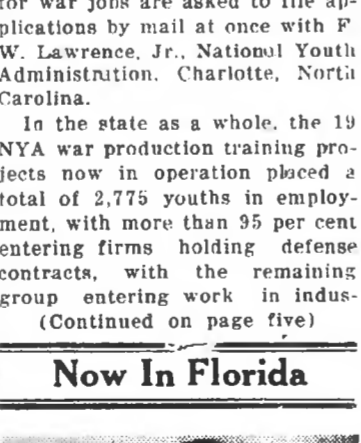 for war jobs are asked to file ap-
plications by mail at once with F
W. Lawrence, Jr., National Youth
Administration, Charlotte, North
Carolina.
In the state as a whole, the 19
NYA war production training pro-
jects now in operation placed a
total of 2,775 youths in employ-
ment, with more than 95 per cent
entering firms holding defense
contracts, with the remaining
group entering work in indus-
(Continued on page five)
Now In Florida